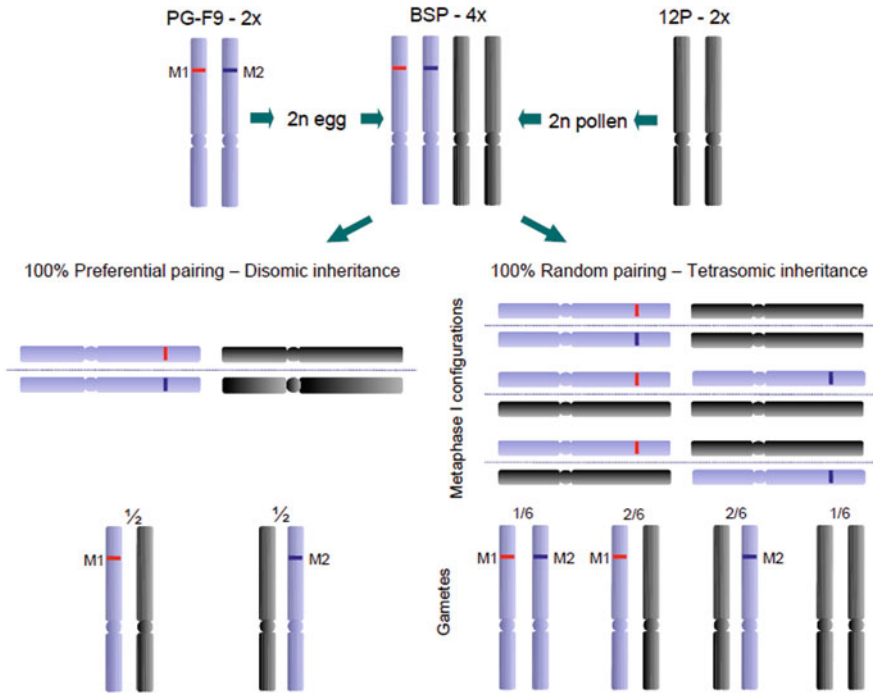 PG-F9 - 2x
BSP - 4x
12P - 2x
M1
M2
2n egg
2n pollen
100% Preferential pairing – Disomic inheritance
100% Random pairing – Tetrasomic inheritance
Metaphase I configurations
½
½
M1
M2
1/6
2/6
2/6
1/6
M1
M2
M1
M2
Gametes